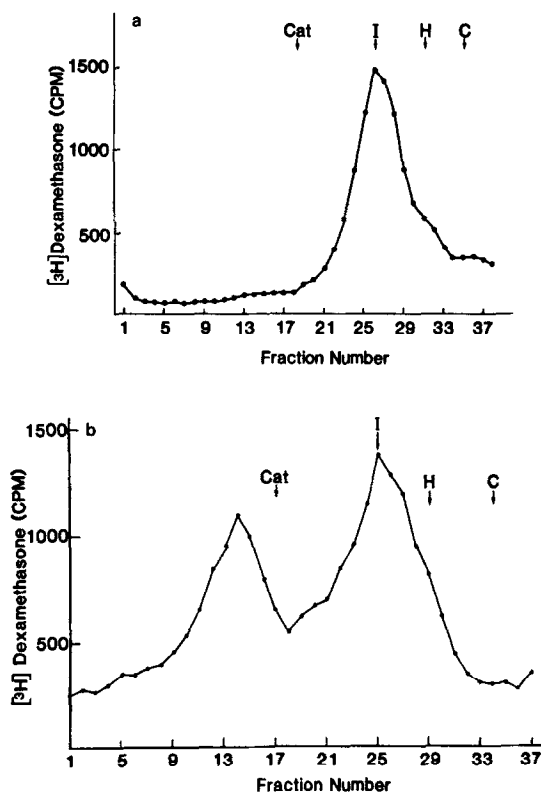 a
Cat I H C
1500
1000
500
[3H] Dexamethasone (CPM)
1 5 9 13 17 21 25 29 33 37
Fraction Number
b
I
Cat H C
1500
1000
500
[3H] Dexamethasone (CPM)
1 5 9 13 17 21 25 29 33 37
Fraction Number